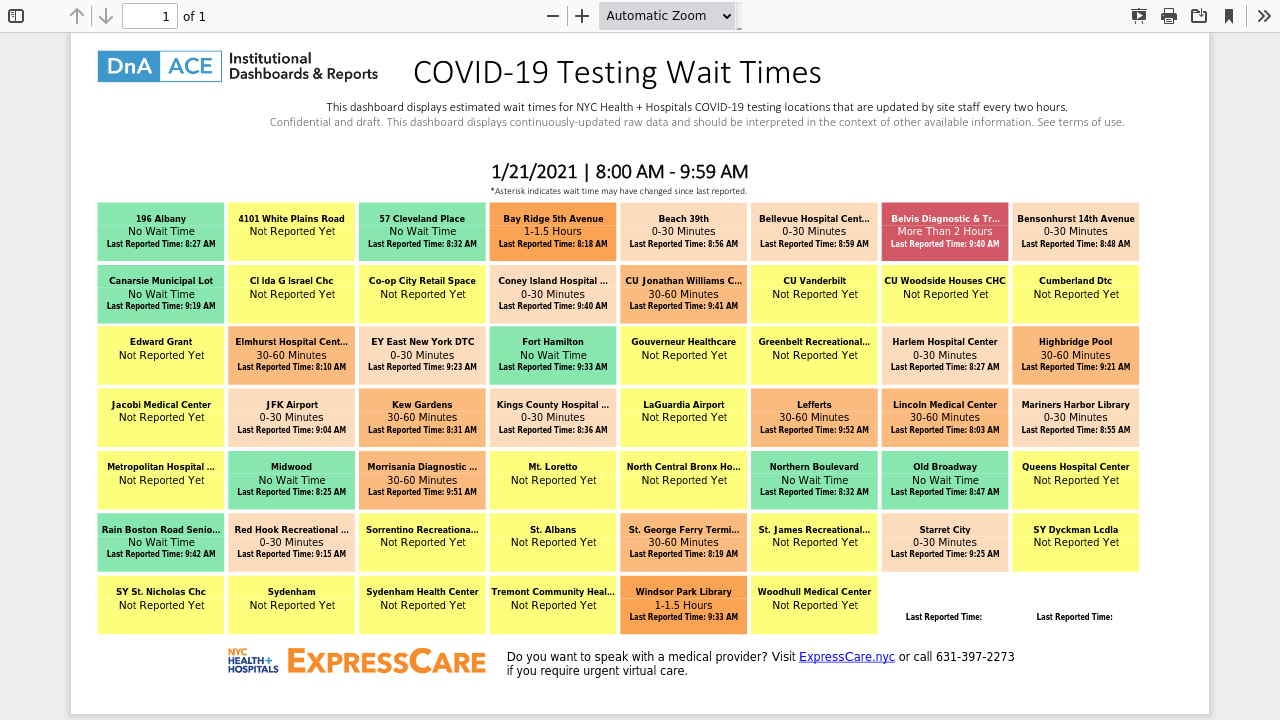 1 of 1 Automatic Zoom
DnA ACE Institutional
Dashboards & Reports
COVID-19 Testing Wait Times
This dashboard displays estimated wait times for NYC Health + Hospitals COVID-19 testing locations that are updated by site staff every two hours.
Confidential and draft. This dashboard displays continuously-updated raw data and should be interpreted in the context of other available information. See terms of use.
1/21/2021 | 8:00 AM - 9:59 AM
*Asterisk indicates wait time may have changed since last reported.
196 Albany
No Wait Time
Last Reported Time: 8:27 AM
4101 White Plains Road
Not Reported Yet
57 Cleveland Place
No Wait Time
Last Reported Time: 8:32 AM
Bay Ridge 5th Avenue
1-1.5 Hours
Last Reported Time: 8:18 AM
Beach 39th
0-30 Minutes
Last Reported Time: 8:56 AM
Bellevue Hospital Cent...
0-30 Minutes
Last Reported Time: 8:59 AM
Belvis Diagnostic & Tr...
More Than 2 Hours
Last Reported Time: 9:40 AM
Bensonhurst 14th Avenue
0-30 Minutes
Last Reported Time: 8:48 AM
Canarsie Municipal Lot
No Wait Time
Last Reported Time: 9:19 AM
CI Ida G Israel Chc
Not Reported Yet
Co-op City Retail Space
Not Reported Yet
Coney Island Hospital ...
0-30 Minutes
Last Reported Time: 9:40 AM
CU Jonathan Williams C...
30-60 Minutes
Last Reported Time: 9:41 AM
CU Vanderbilt
Not Reported Yet
CU Woodside Houses CHC
Not Reported Yet
Cumberland Dtc
Not Reported Yet
Edward Grant
Not Reported Yet
Elmhurst Hospital Cent...
30-60 Minutes
Last Reported Time: 8:10 AM
EY East New York DTC
0-30 Minutes
Last Reported Time: 9:23 AM
Fort Hamilton
No Wait Time
Last Reported Time: 9:33 AM
Gouverneur Healthcare
Not Reported Yet
Greenbelt Recreational...
Not Reported Yet
Harlem Hospital Center
0-30 Minutes
Last Reported Time: 8:27 AM
Highbridge Pool
30-60 Minutes
Last Reported Time: 9:21 AM
Jacobi Medical Center
Not Reported Yet
JFK Airport
0-30 Minutes
Last Reported Time: 9:04 AM
Kew Gardens
30-60 Minutes
Last Reported Time: 8:31 AM
Kings County Hospital ...
0-30 Minutes
Last Reported Time: 8:36 AM
LaGuardia Airport
Not Reported Yet
Lefferts
30-60 Minutes
Last Reported Time: 9:52 AM
Lincoln Medical Center
30-60 Minutes
Last Reported Time: 8:03 AM
Mariners Harbor Library
0-30 Minutes
Last Reported Time: 8:55 AM
Metropolitan Hospital ...
Not Reported Yet
Midwood
No Wait Time
Last Reported Time: 8:25 AM
Morrisania Diagnostic ...
30-60 Minutes
Last Reported Time: 9:51 AM
Mt. Loretto
Not Reported Yet
North Central Bronx Ho...
Not Reported Yet
Northern Boulevard
No Wait Time
Last Reported Time: 8:32 AM
Old Broadway
No Wait Time
Last Reported Time: 8:47 AM
Queens Hospital Center
Not Reported Yet
Rain Boston Road Senio...
No Wait Time
Last Reported Time: 9:42 AM
Red Hook Recreational ...
0-30 Minutes
Last Reported Time: 9:15 AM
Sorrentino Recreationa...
Not Reported Yet
St. Albans
Not Reported Yet
St. George Ferry Termi...
30-60 Minutes
Last Reported Time: 8:19 AM
St. James Recreational...
Not Reported Yet
Starret City
0-30 Minutes
Last Reported Time: 9:25 AM
SY Dyckman Lcdla
Not Reported Yet
SY St. Nicholas Chc
Not Reported Yet
Sydenham
Not Reported Yet
Sydenham Health Center
Not Reported Yet
Tremont Community Heal...
Not Reported Yet
Windsor Park Library
1-1.5 Hours
Last Reported Time: 9:33 AM
Woodhull Medical Center
Not Reported Yet
Last Reported Time:
Last Reported Time:
NYC
HEALTH+
HOSPITALS
EXPRESSCARE
Do you want to speak with a medical provider? Visit ExpressCare.nyc or call 631-397-2273
if you require urgent virtual care.